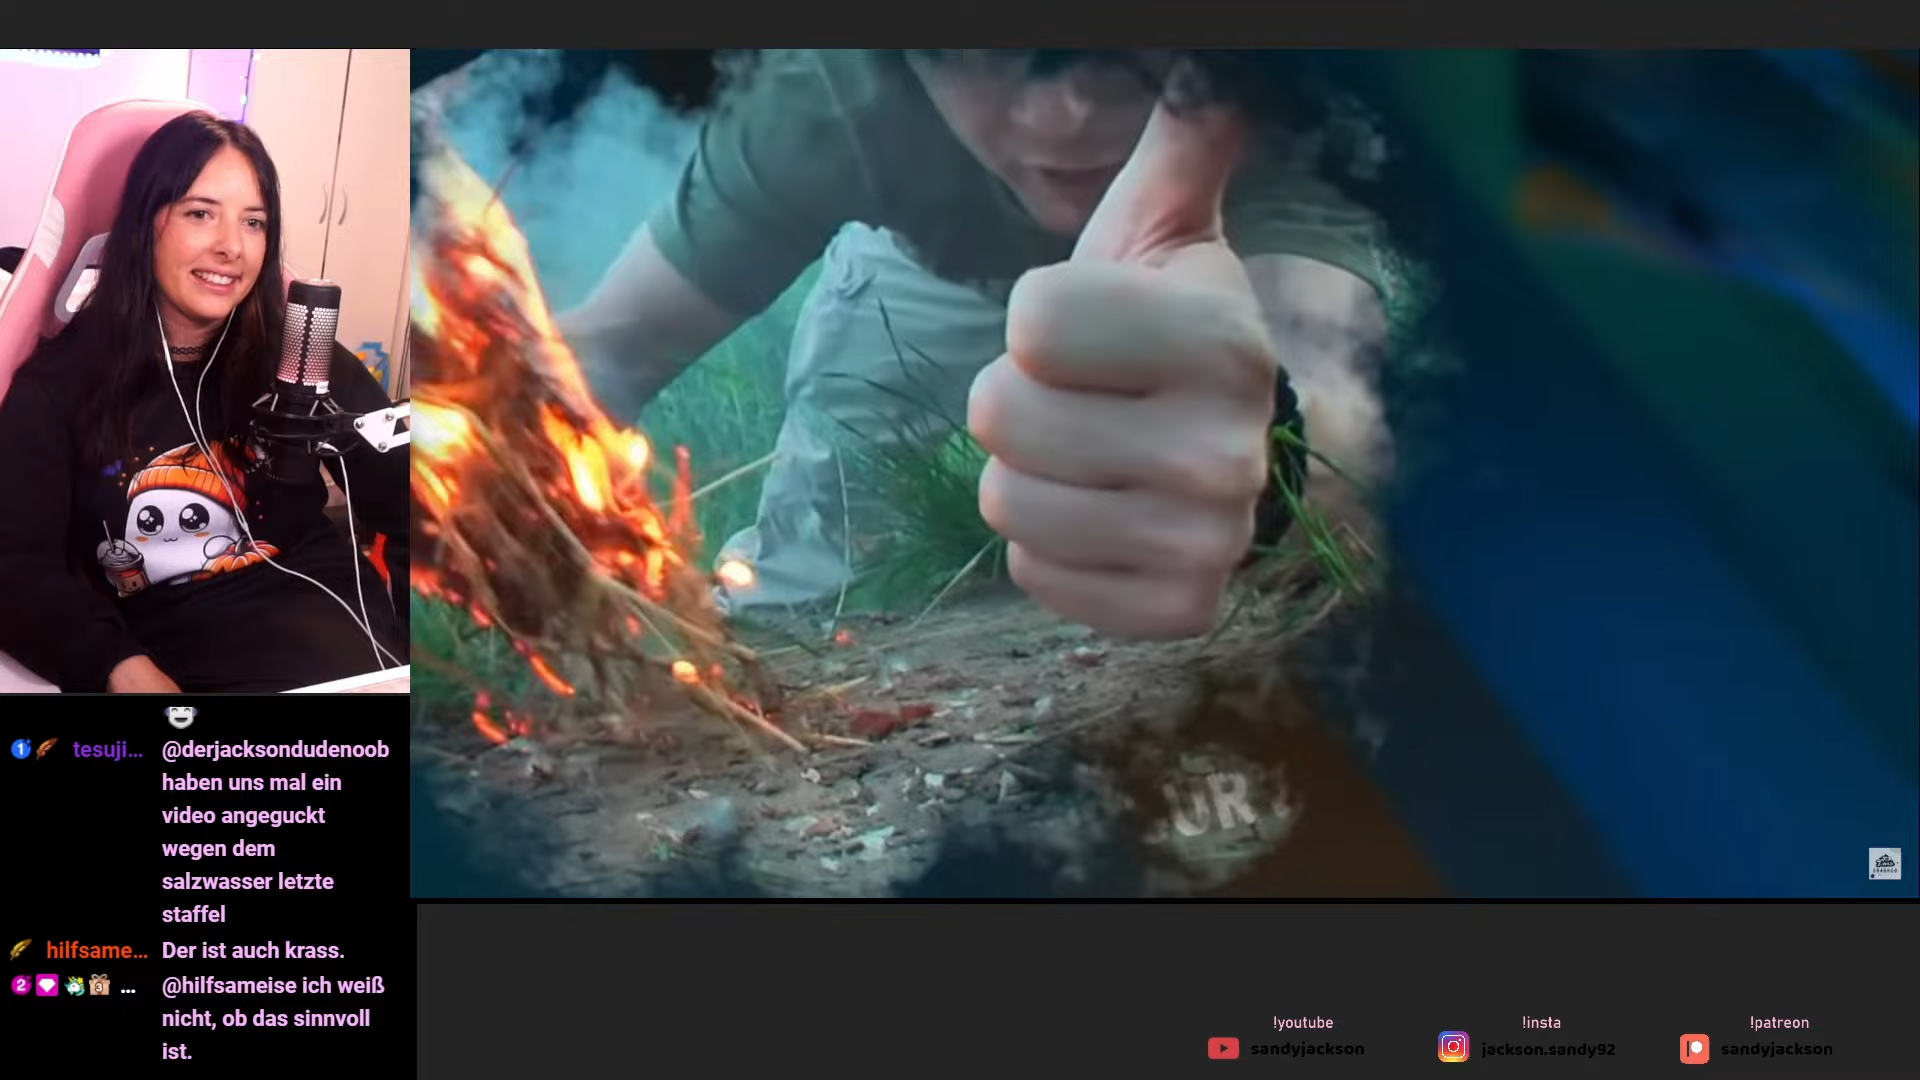 tesuji... @derjacksondudenoob
haben uns mal ein
video angeguckt
wegen dem
salzwasser letzte
staffel
hilfsame... Der ist auch krass.
... @hilfsameise ich weiß
nicht, ob das sinnvoll
ist.
UR
!youtube
sandyjackson
!insta
jackson.sandy92
!patreon
sandyjackson